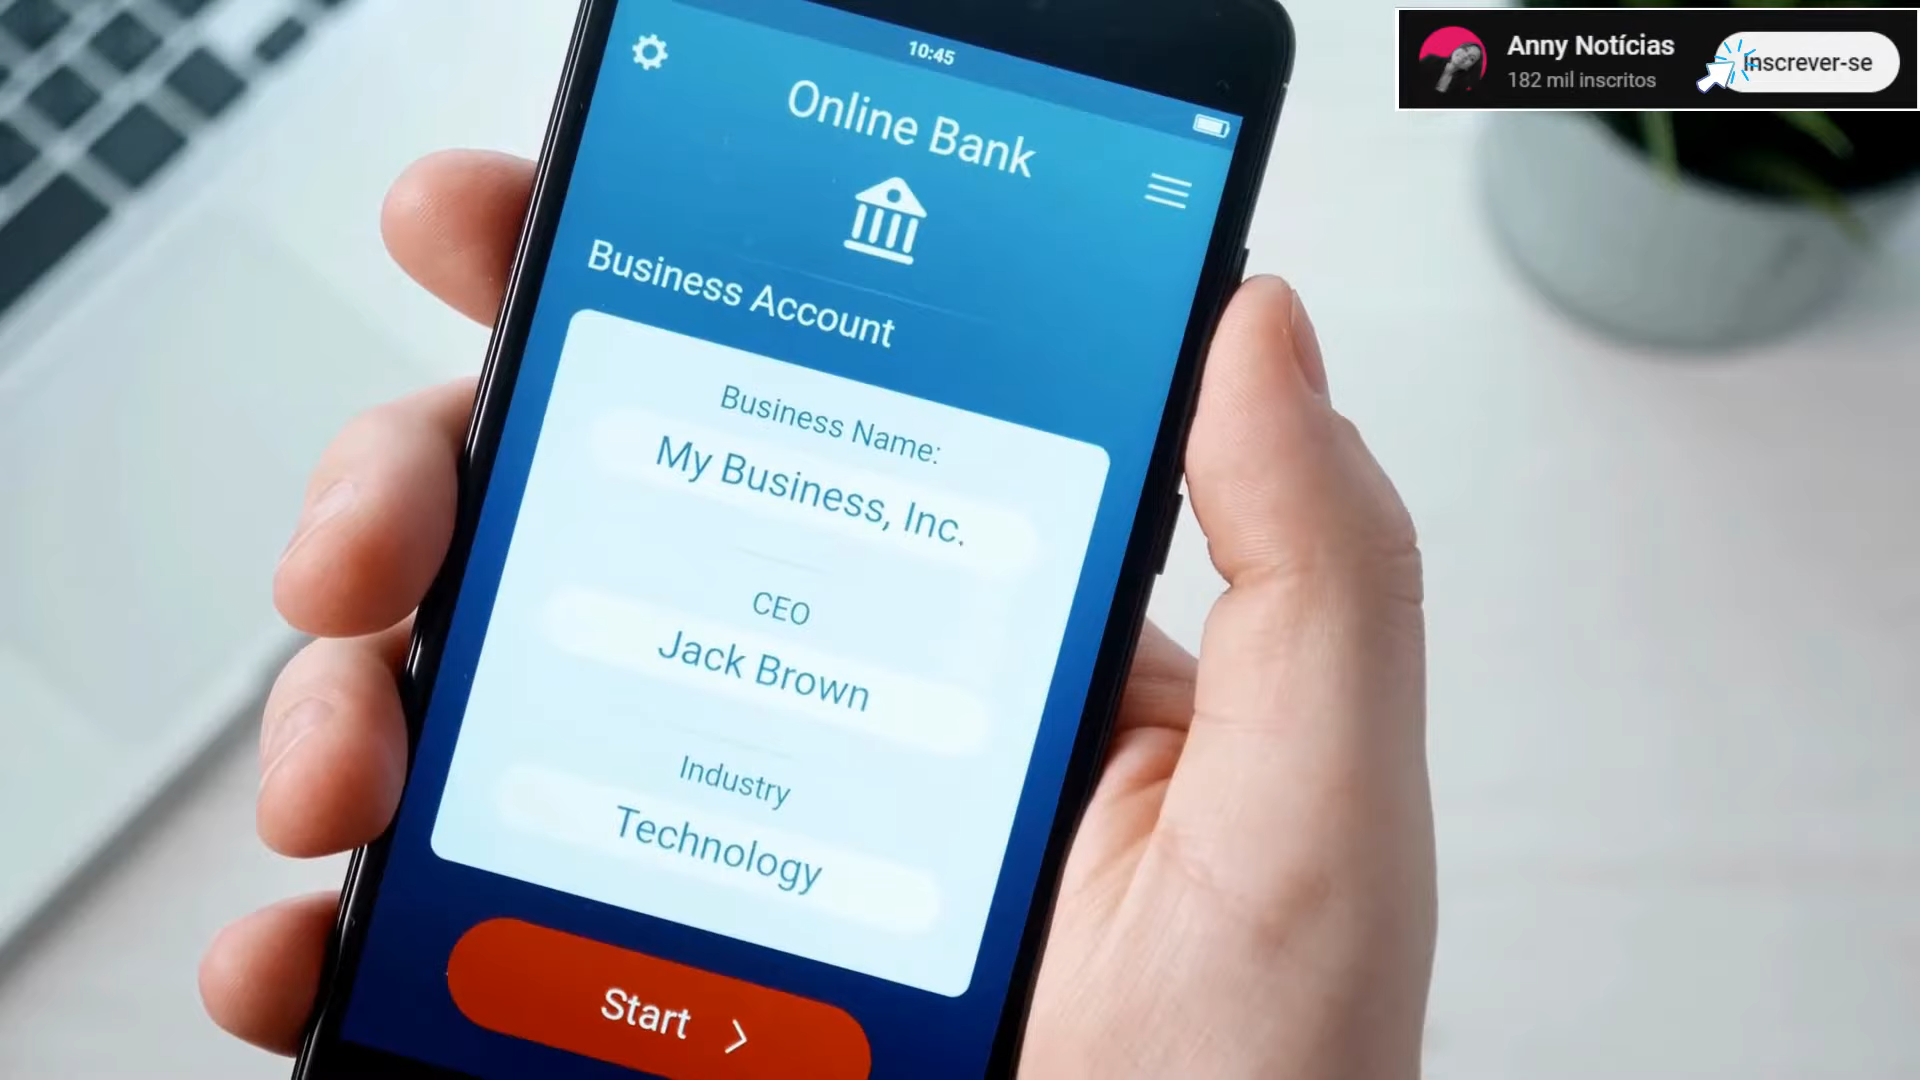 10:45
Online Bank
Business Account
Business Name:
My Business, Inc.
CEO
Jack Brown
Industry
Technology
Start
Anny Notícias
182 mil inscritos
Inscrever-se